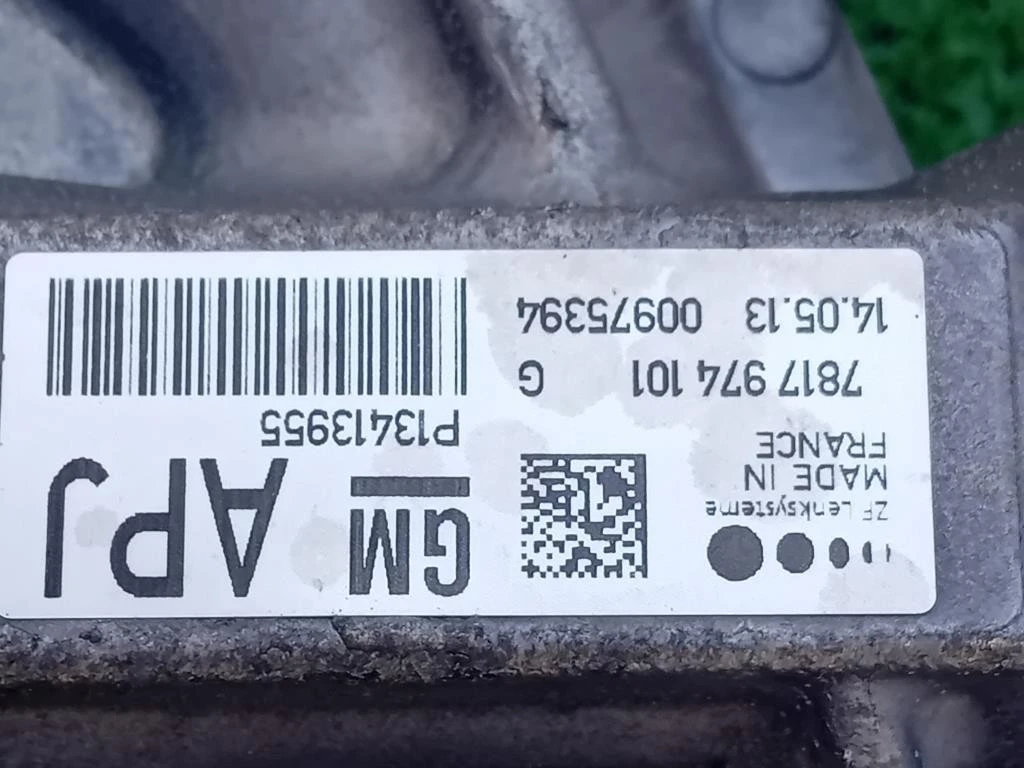 ZF Lenksysteme
MADE IN
FRANCE
7817 974 101 G
14.05.13 00975394
GM APJ
P13413955